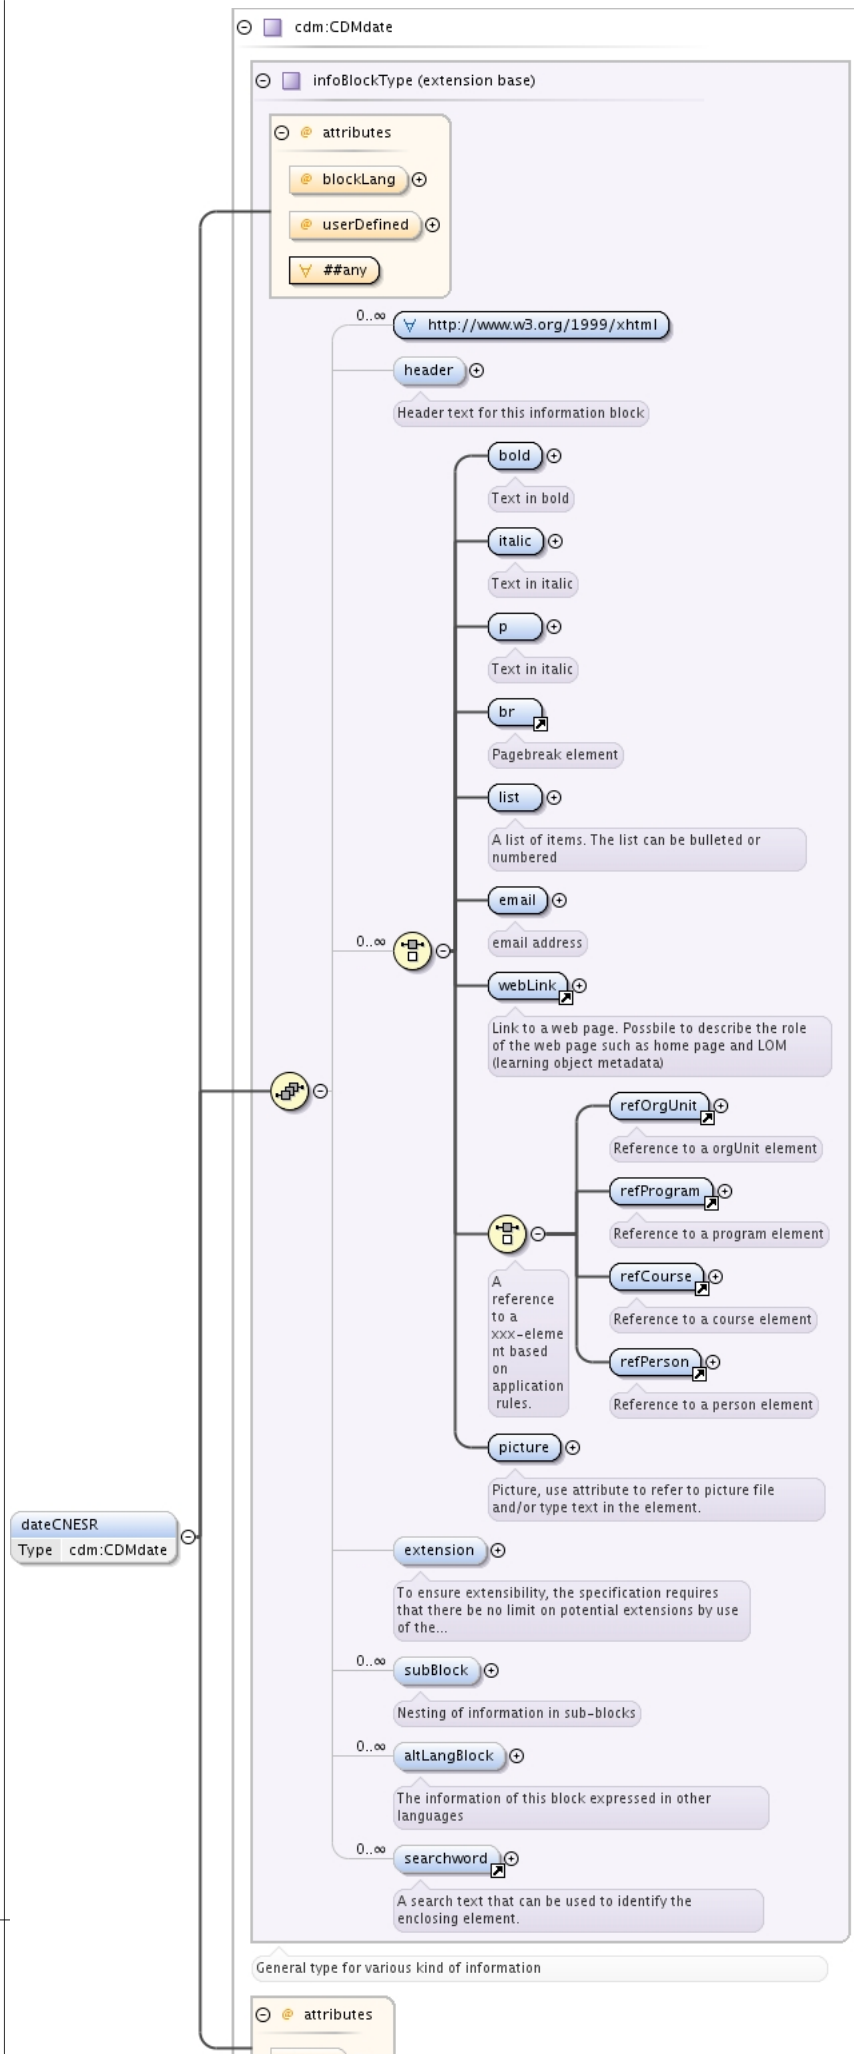 cdm:CDMdate
infoBlockType (extension base)
@ attributes
@ blockLang
@ userDefined
∀ ##any
0..∞
∀ http://www.w3.org/1999/xhtml
header
Header text for this information block
bold
Text in bold
italic
Text in italic
p
Text in italic
br
Pagebreak element
list
A list of items. The list can be bulleted or
numbered
email
email address
0..∞
webLink
Link to a web page. Possbile to describe the role
of the web page such as home page and LOM
(learning object metadata)
refOrgUnit
Reference to a orgUnit element
refProgram
Reference to a program element
A
reference
to a
xxx-eleme
nt based
on
application
rules.
refCourse
Reference to a course element
refPerson
Reference to a person element
picture
Picture, use attribute to refer to picture file
and/or type text in the element.
dateCNESR
Type cdm:CDMdate
extension
To ensure extensibility, the specification requires
that there be no limit on potential extensions by use
of the...
0..∞
subBlock
Nesting of information in sub-blocks
0..∞
altLangBlock
The information of this block expressed in other
languages
0..∞
searchword
A search text that can be used to identify the
enclosing element.
General type for various kind of information
@ attributes